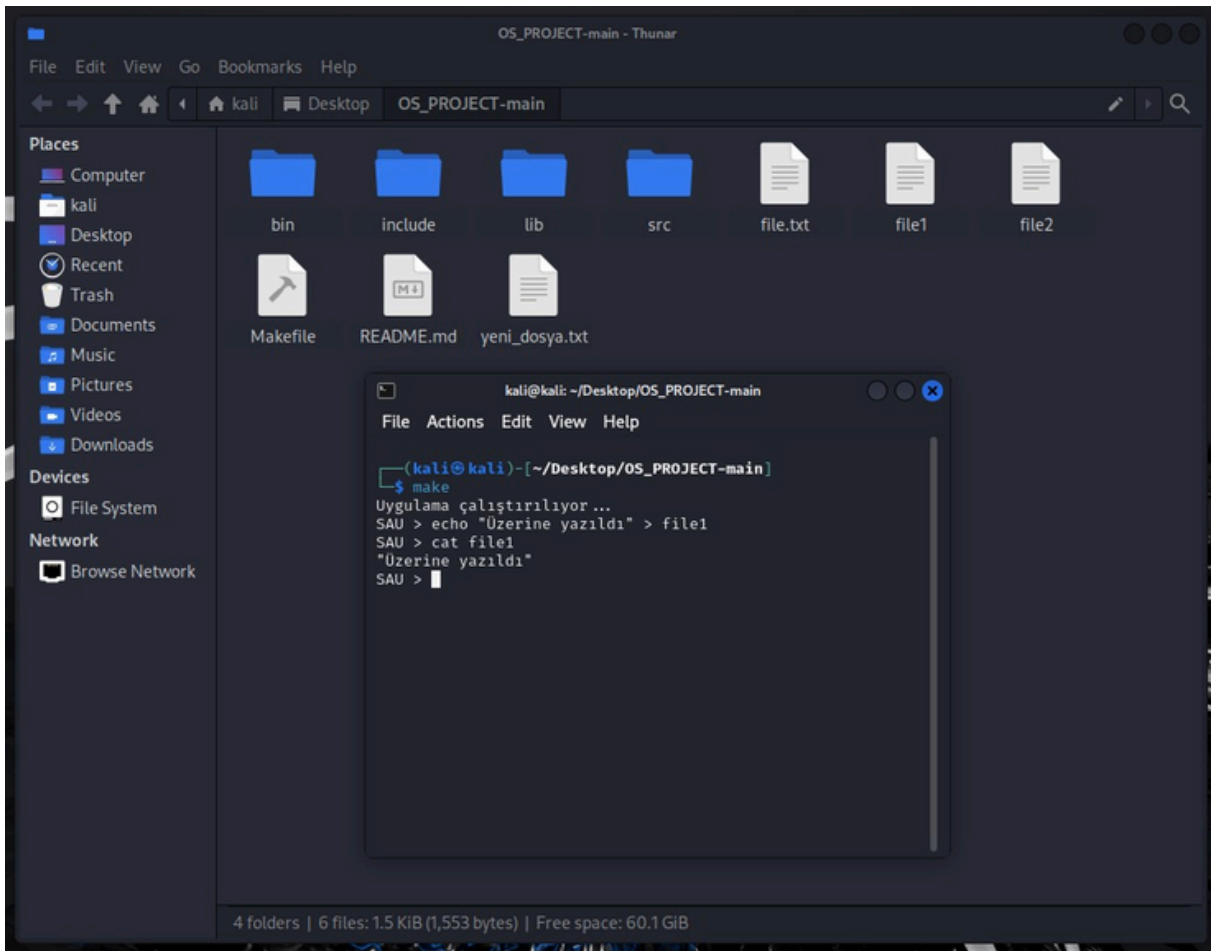 OS_PROJECT-main - Thunar
File Edit View Go Bookmarks Help
kali Desktop OS_PROJECT-main
Places
Computer
kali
Desktop
Recent
Trash
Documents
Music
Pictures
Videos
Downloads
Devices
File System
Network
Browse Network
bin include lib src file.txt file1 file2
Makefile README.md yeni_dosya.txt
kali@kali: ~/Desktop/OS_PROJECT-main
File Actions Edit View Help
(kali㉿kali)-[~/Desktop/OS_PROJECT-main]
$ make
Uygulama çalıştırılıyor...
SAU > echo "Üzerine yazıldı" > file1
SAU > cat file1
"Üzerine yazıldı"
SAU >
4 folders | 6 files: 1.5 KiB (1,553 bytes) | Free space: 60.1 GiB